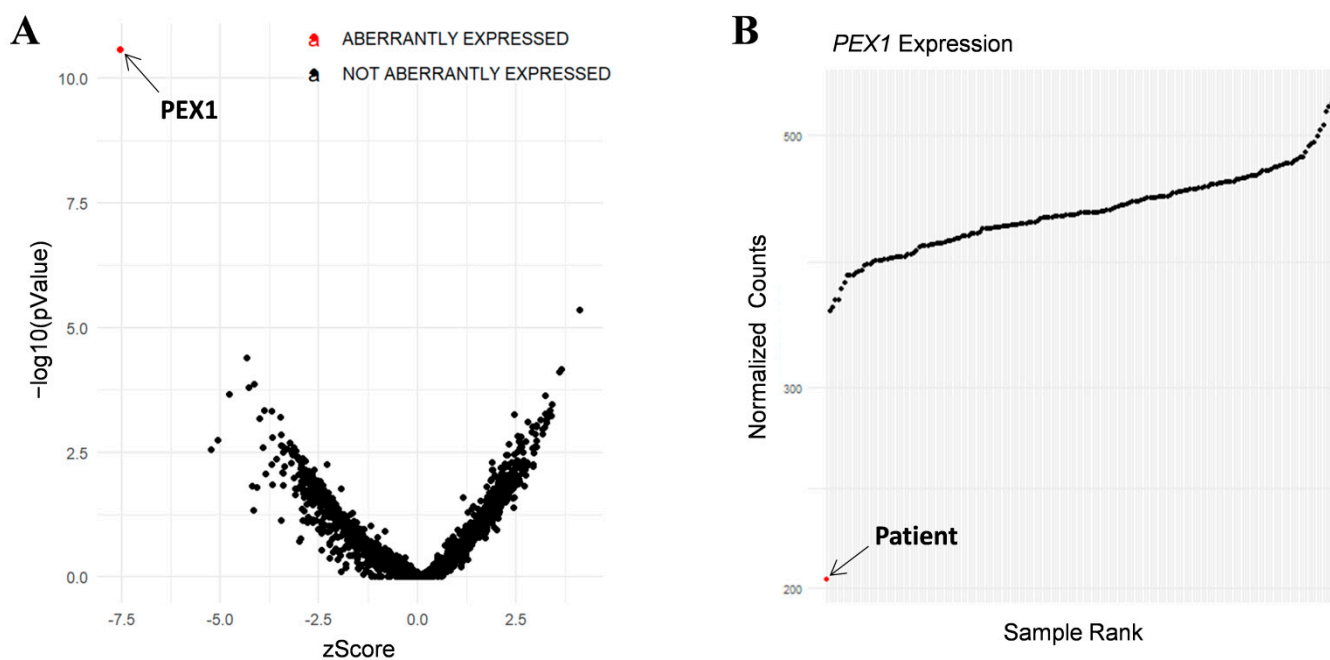 A
a ABERRANTLY EXPRESSED
a NOT ABERRANTLY EXPRESSED
PEX1
10.0
7.5
5.0
2.5
0.0
−log10(pValue)
-7.5 -5.0 -2.5 0.0 2.5
zScore
B
PEX1 Expression
500
300
200
Normalized Counts
Patient
Sample Rank